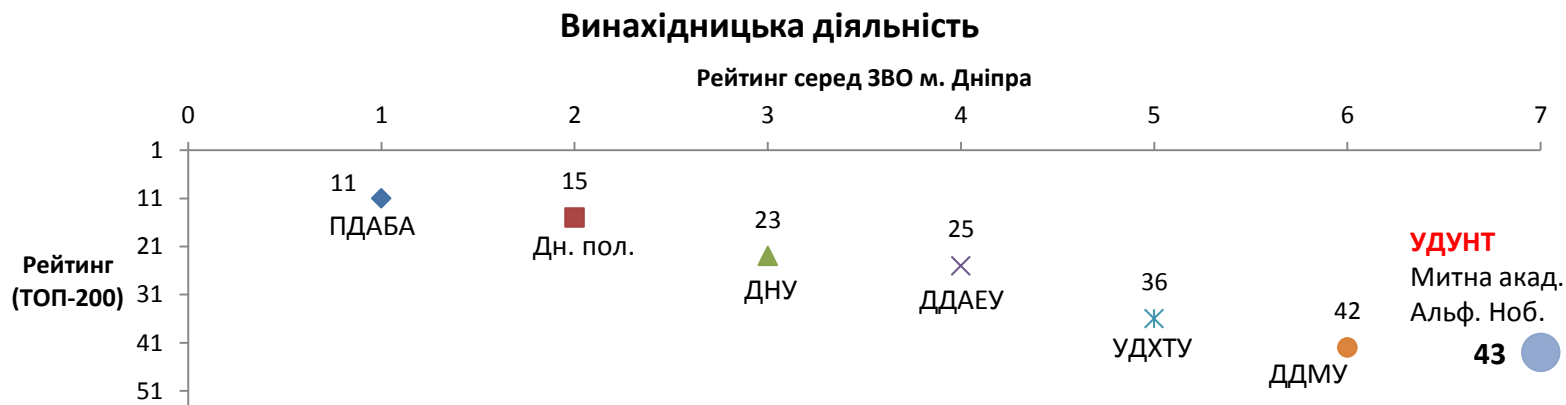 Винахідницька діяльність
Рейтинг серед ЗВО м. Дніпра
0 1 2 3 4 5 6 7
1
11
21
31
41
51
Рейтинг
(ТОП-200)
11
ПДАБА
15
Дн. пол.
23
ДНУ
25
ДДАЕУ
36
УДХТУ
42
ДДМУ
УДУНТ
Митна акад.
Альф. Ноб.
43